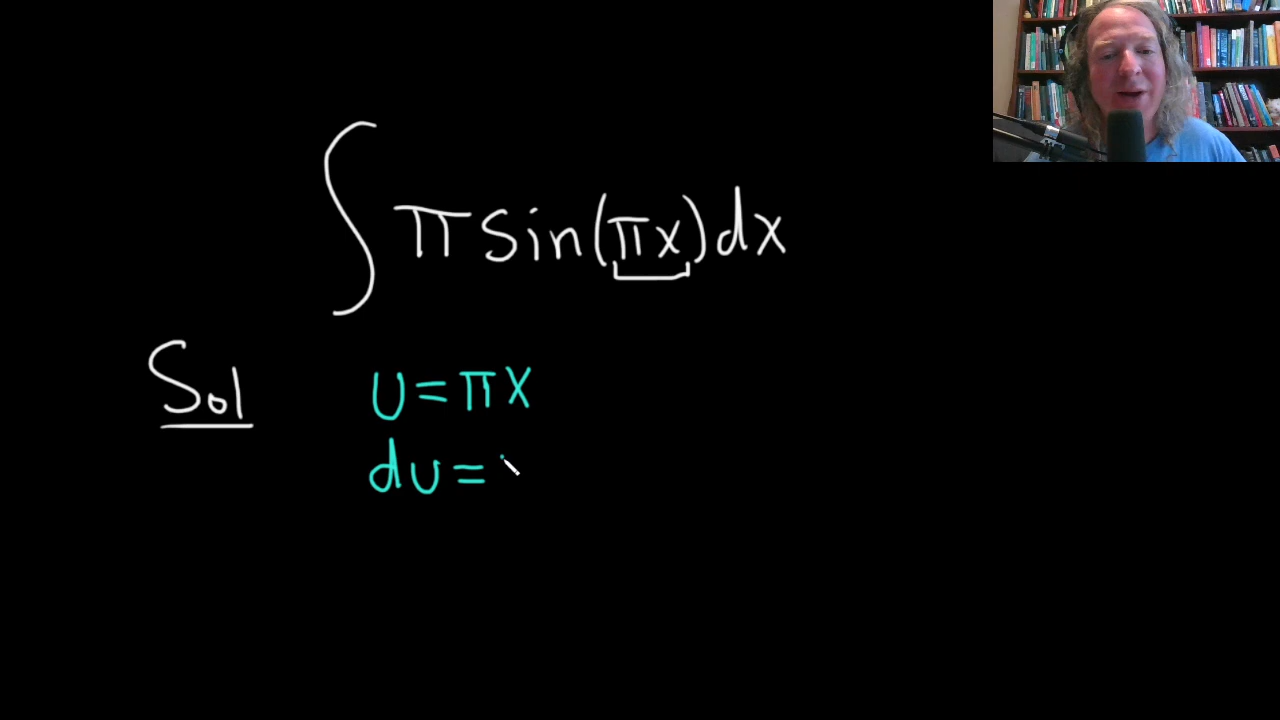 ∫ π sin(πx) dx
Sol
u = πx
du =